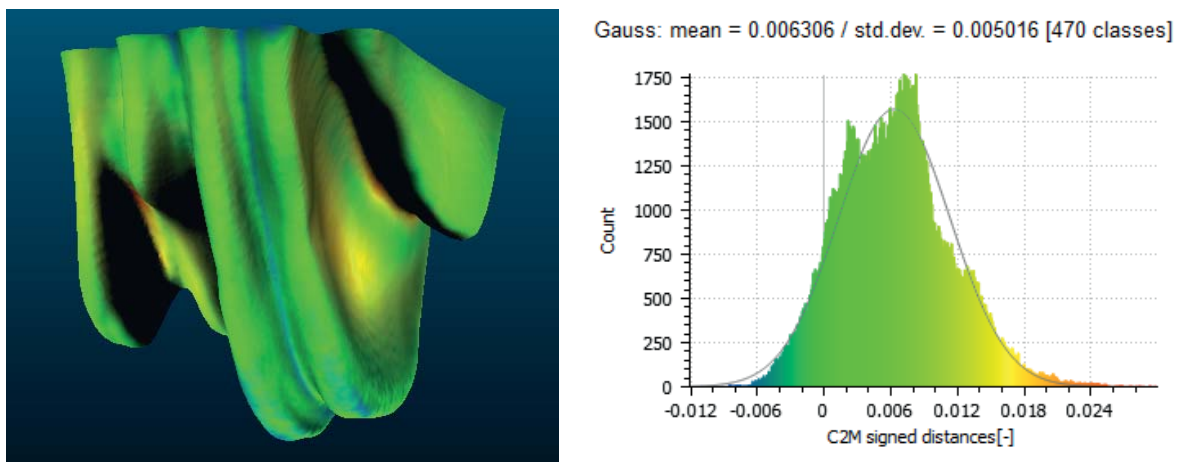 Gauss: mean = 0.006306 / std.dev. = 0.005016 [470 classes]
1750
1500
1250
1000
750
500
250
0
Count
-0.012 -0.006 0 0.006 0.012 0.018 0.024
C2M signed distances[-]